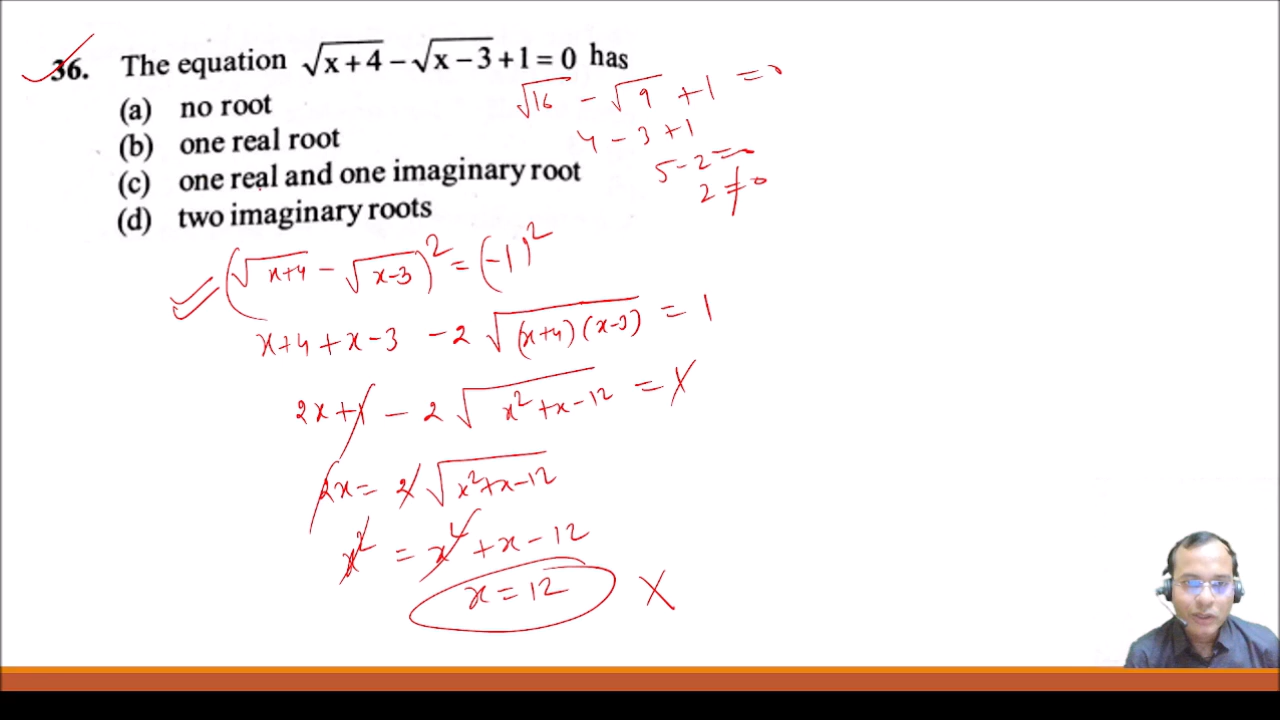 36. The equation √x+4 − √x−3 + 1 = 0 has
(a) no root
(b) one real root
(c) one real and one imaginary root
(d) two imaginary roots
√16 − √9 + 1 = 0
4 − 3 + 1
5 − 2 =
2 ≠ 0
(√x+4 − √x−3)² = (−1)²
x+4 + x−3 − 2 √(x+4)(x−3) = 1
2x + 1 − 2 √x²+x−12 = 1
2x = 2 √x²+x−12
x² = x² + x − 12
x = 12 X